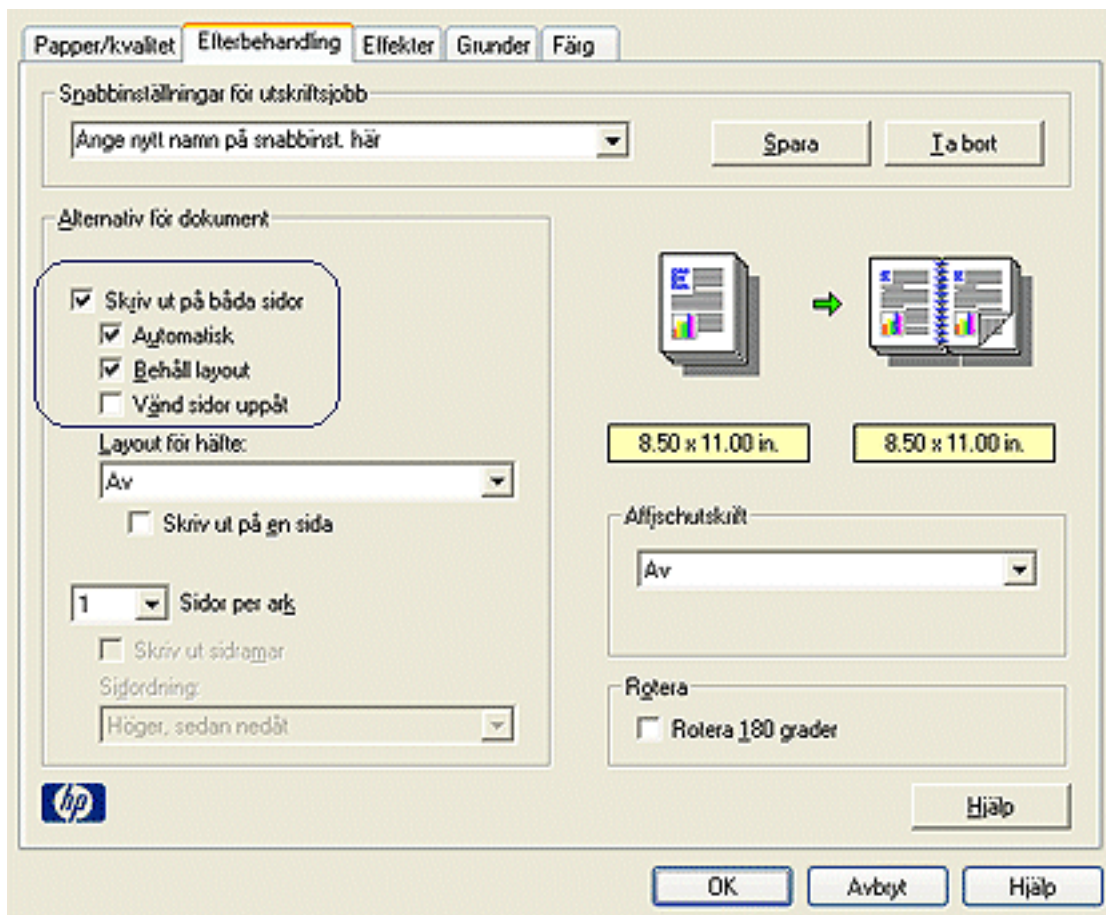 Papper/kvalitet Efterbehandling Effekter Grunder Färg
Snabbinställningar för utskriftsjobb
Ange nytt namn på snabbinst. här
Spara Ta bort
Alternativ för dokument
Skriv ut på båda sidor
Automatisk
Behåll layout
Vänd sidor uppåt
Layout för häfte:
Av
Skriv ut på en sida
1 Sidor per ark
Skriv ut sidramar
Sidordning:
Höger, sedan nedåt
8.50 x 11.00 in. 8.50 x 11.00 in.
Affischutskrift
Av
Rotera
Rotera 180 grader
hp
Hjälp
OK Avbryt Hjälp